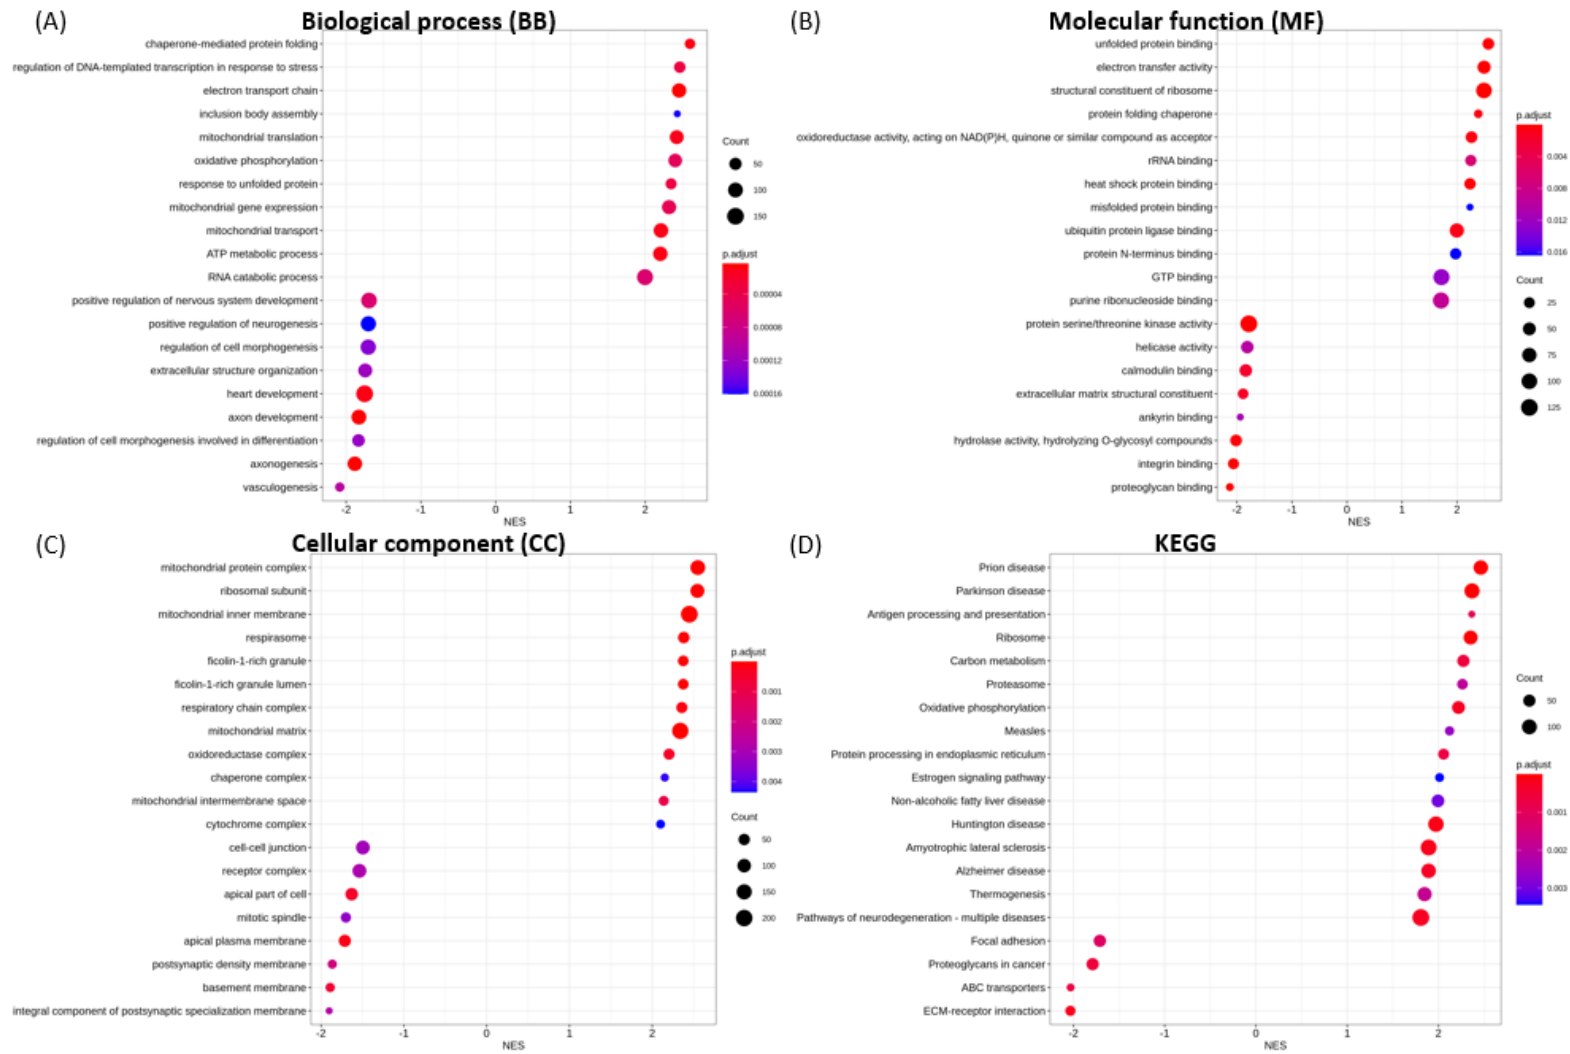 (A)
Biological process (BB)
chaperone-mediated protein folding
regulation of DNA-templated transcription in response to stress
electron transport chain
inclusion body assembly
mitochondrial translation
oxidative phosphorylation
response to unfolded protein
mitochondrial gene expression
mitochondrial transport
ATP metabolic process
RNA catabolic process
positive regulation of nervous system development
positive regulation of neurogenesis
regulation of cell morphogenesis
extracellular structure organization
heart development
axon development
regulation of cell morphogenesis involved in differentiation
axonogenesis
vasculogenesis
-2 -1 0 1 2
NES
Count
50
100
150
p.adjust
0.00004
0.00008
0.00012
0.00016
(B)
Molecular function (MF)
unfolded protein binding
electron transfer activity
structural constituent of ribosome
protein folding chaperone
oxidoreductase activity, acting on NAD(P)H, quinone or similar compound as acceptor
rRNA binding
heat shock protein binding
misfolded protein binding
ubiquitin protein ligase binding
protein N-terminus binding
GTP binding
purine ribonucleoside binding
protein serine/threonine kinase activity
helicase activity
calmodulin binding
extracellular matrix structural constituent
ankyrin binding
hydrolase activity, hydrolyzing O-glycosyl compounds
integrin binding
proteoglycan binding
-2 -1 0 1 2
NES
p.adjust
0.004
0.008
0.012
0.016
Count
25
50
75
100
125
(C)
Cellular component (CC)
mitochondrial protein complex
ribosomal subunit
mitochondrial inner membrane
respirasome
ficolin-1-rich granule
ficolin-1-rich granule lumen
respiratory chain complex
mitochondrial matrix
oxidoreductase complex
chaperone complex
mitochondrial intermembrane space
cytochrome complex
cell-cell junction
receptor complex
apical part of cell
mitotic spindle
apical plasma membrane
postsynaptic density membrane
basement membrane
integral component of postsynaptic specialization membrane
-2 -1 0 1 2
NES
p.adjust
0.001
0.002
0.003
0.004
Count
50
100
150
200
(D)
KEGG
Prion disease
Parkinson disease
Antigen processing and presentation
Ribosome
Carbon metabolism
Proteasome
Oxidative phosphorylation
Measles
Protein processing in endoplasmic reticulum
Estrogen signaling pathway
Non-alcoholic fatty liver disease
Huntington disease
Amyotrophic lateral sclerosis
Alzheimer disease
Thermogenesis
Pathways of neurodegeneration - multiple diseases
Focal adhesion
Proteoglycans in cancer
ABC transporters
ECM-receptor interaction
-2 -1 0 1 2
NES
Count
50
100
p.adjust
0.001
0.002
0.003